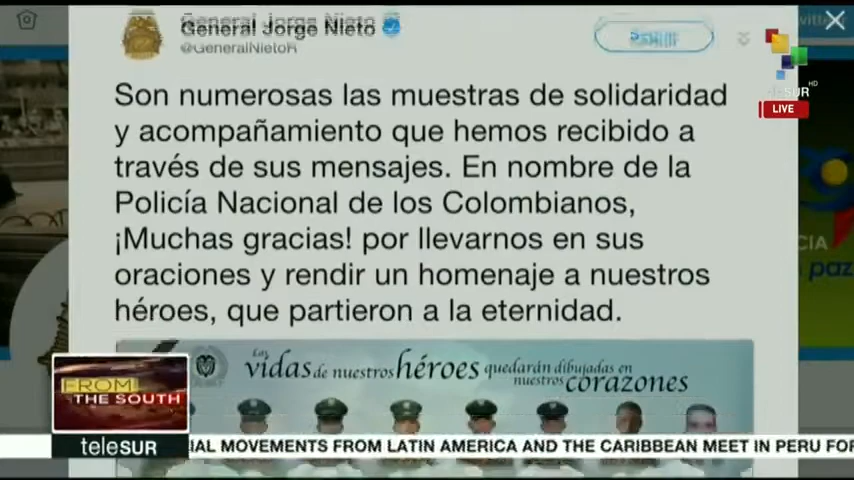 General Jorge Nieto
@GeneralNietoR
Son numerosas las muestras de solidaridad
y acompañamiento que hemos recibido a
través de sus mensajes. En nombre de la
Policía Nacional de los Colombianos,
¡Muchas gracias! por llevarnos en sus
oraciones y rendir un homenaje a nuestros
héroes, que partieron a la eternidad.
Las vidas de nuestros héroes quedarán dibujadas en
nuestros corazones
teleSUR HD
LIVE
paz
FROM
THE SOUTH
teleSUR
IAL MOVEMENTS FROM LATIN AMERICA AND THE CARIBBEAN MEET IN PERU FOR